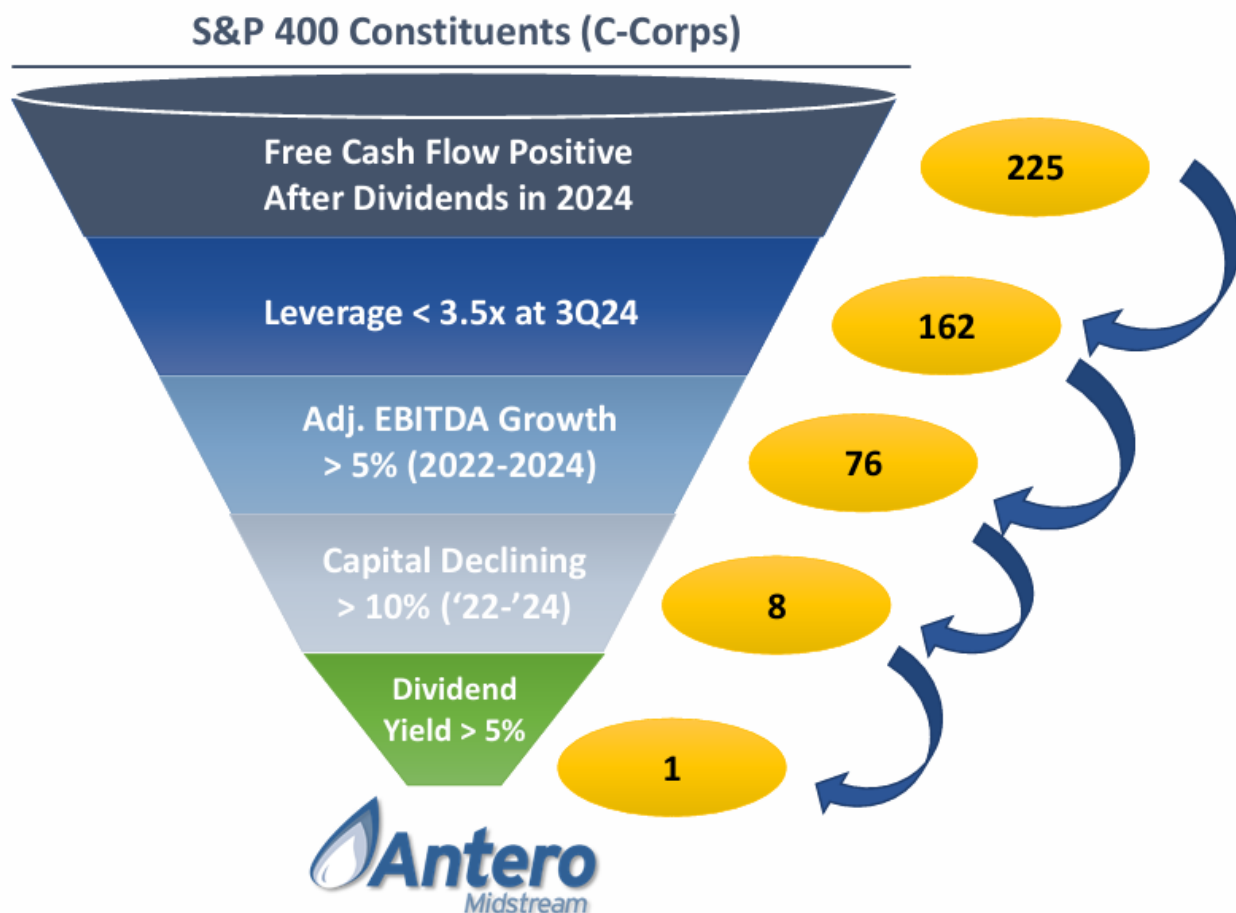 S&P 400 Constituents (C-Corps)
Free Cash Flow Positive
After Dividends in 2024
225
Leverage < 3.5x at 3Q24
162
Adj. EBITDA Growth
> 5% (2022-2024)
76
Capital Declining
> 10% (‘22-’24)
8
Dividend
Yield > 5%
1
Antero
Midstream